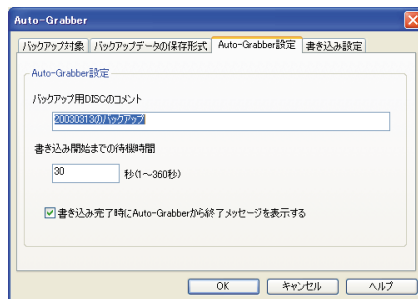 Auto-Grabber
バックアップ対象 バックアップデータの保存形式 Auto-Grabber設定 書き込み設定
Auto-Grabber設定
バックアップ用DISCのコメント
20030313のバックアップ
書き込み開始までの待機時間
30 秒(1～360秒)
書き込み完了時にAuto-Grabberから終了メッセージを表示する
OK キャンセル ヘルプ